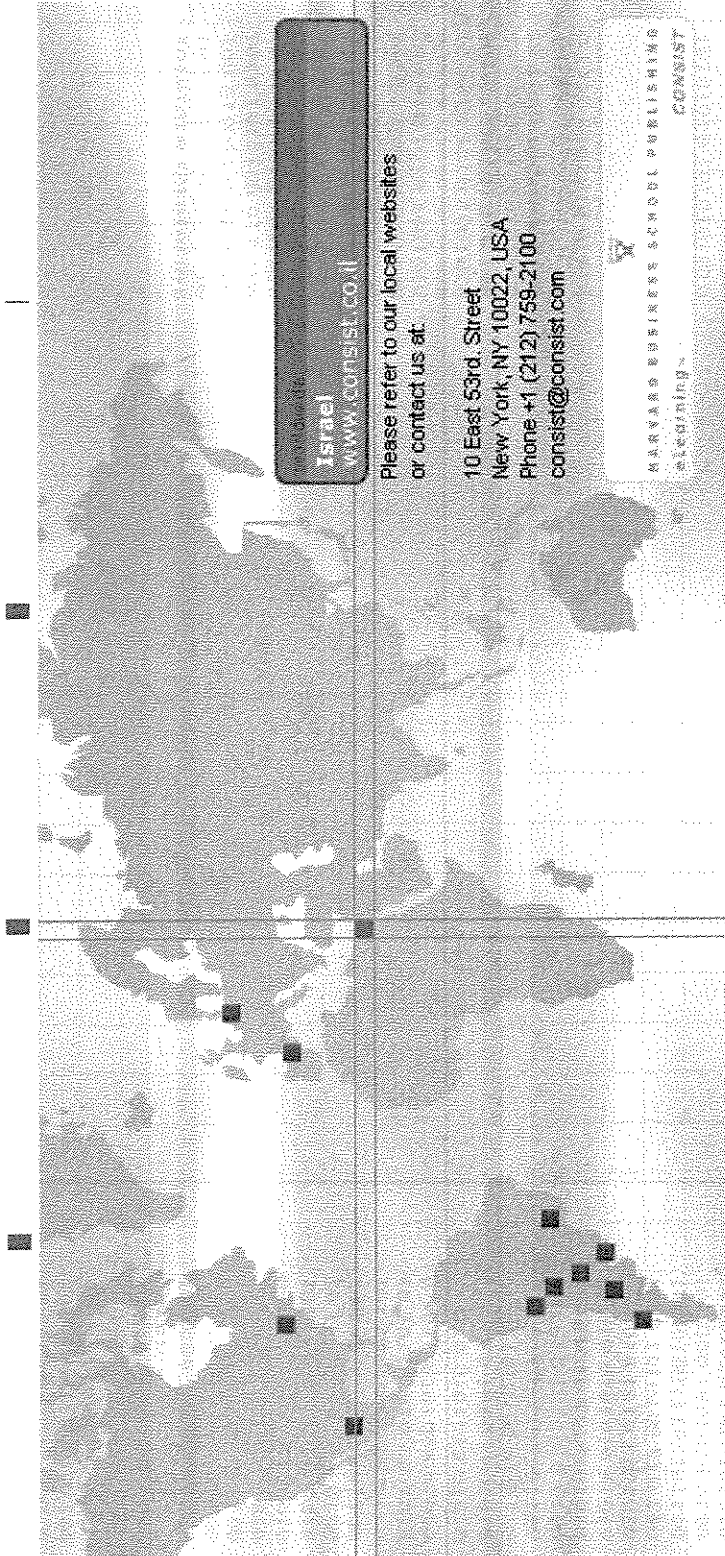 Israel
www.consist.co.il
Please refer to our local websites
or contact us at:
10 East 53rd. Street
New York, NY 10022, USA
Phone +1 (212) 759-2100
consist@consist.com
HARVARD BUSINESS SCHOOL PUBLISHING
eLearning
CONSIST